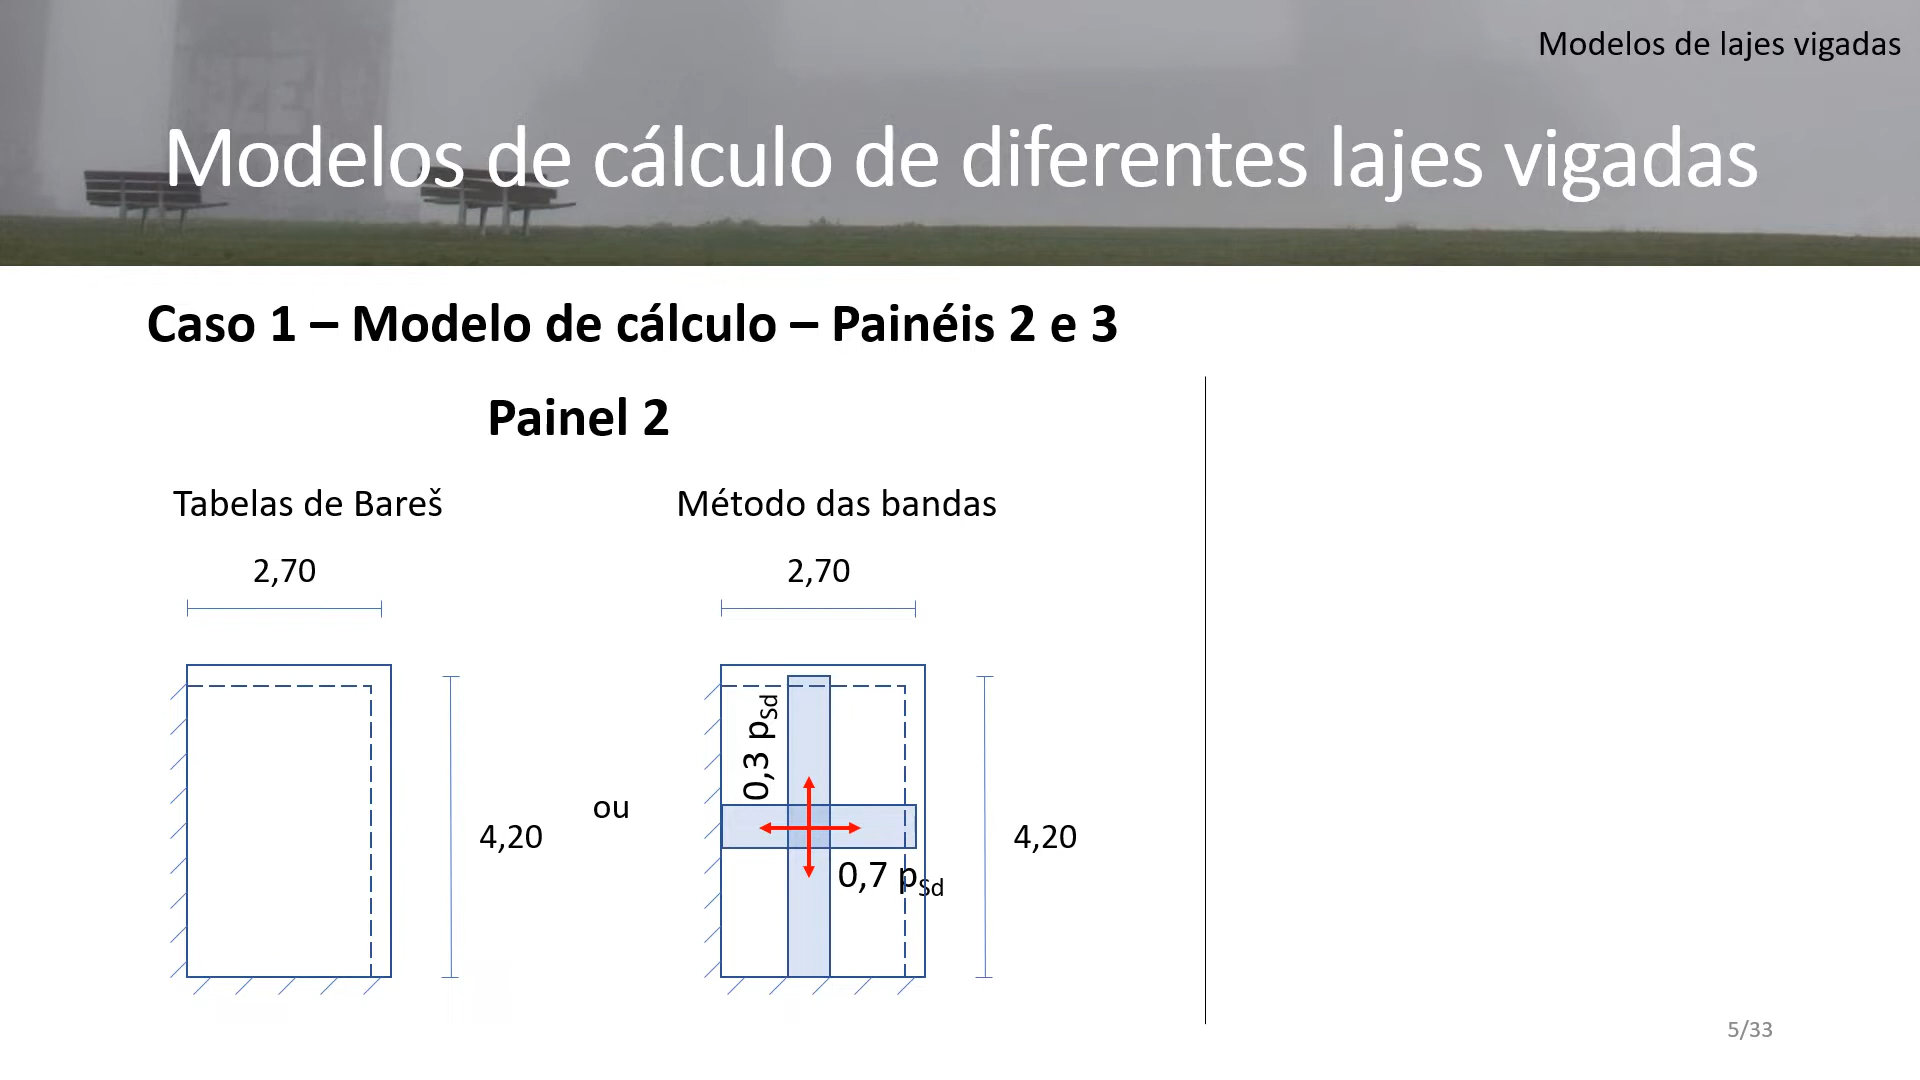 Modelos de lajes vigadas
Modelos de cálculo de diferentes lajes vigadas
Caso 1 – Modelo de cálculo – Painéis 2 e 3
Painel 2
Tabelas de Bareš
Método das bandas
2,70
2,70
0,3 pSd
ou
4,20
4,20
0,7 pSd
5/33